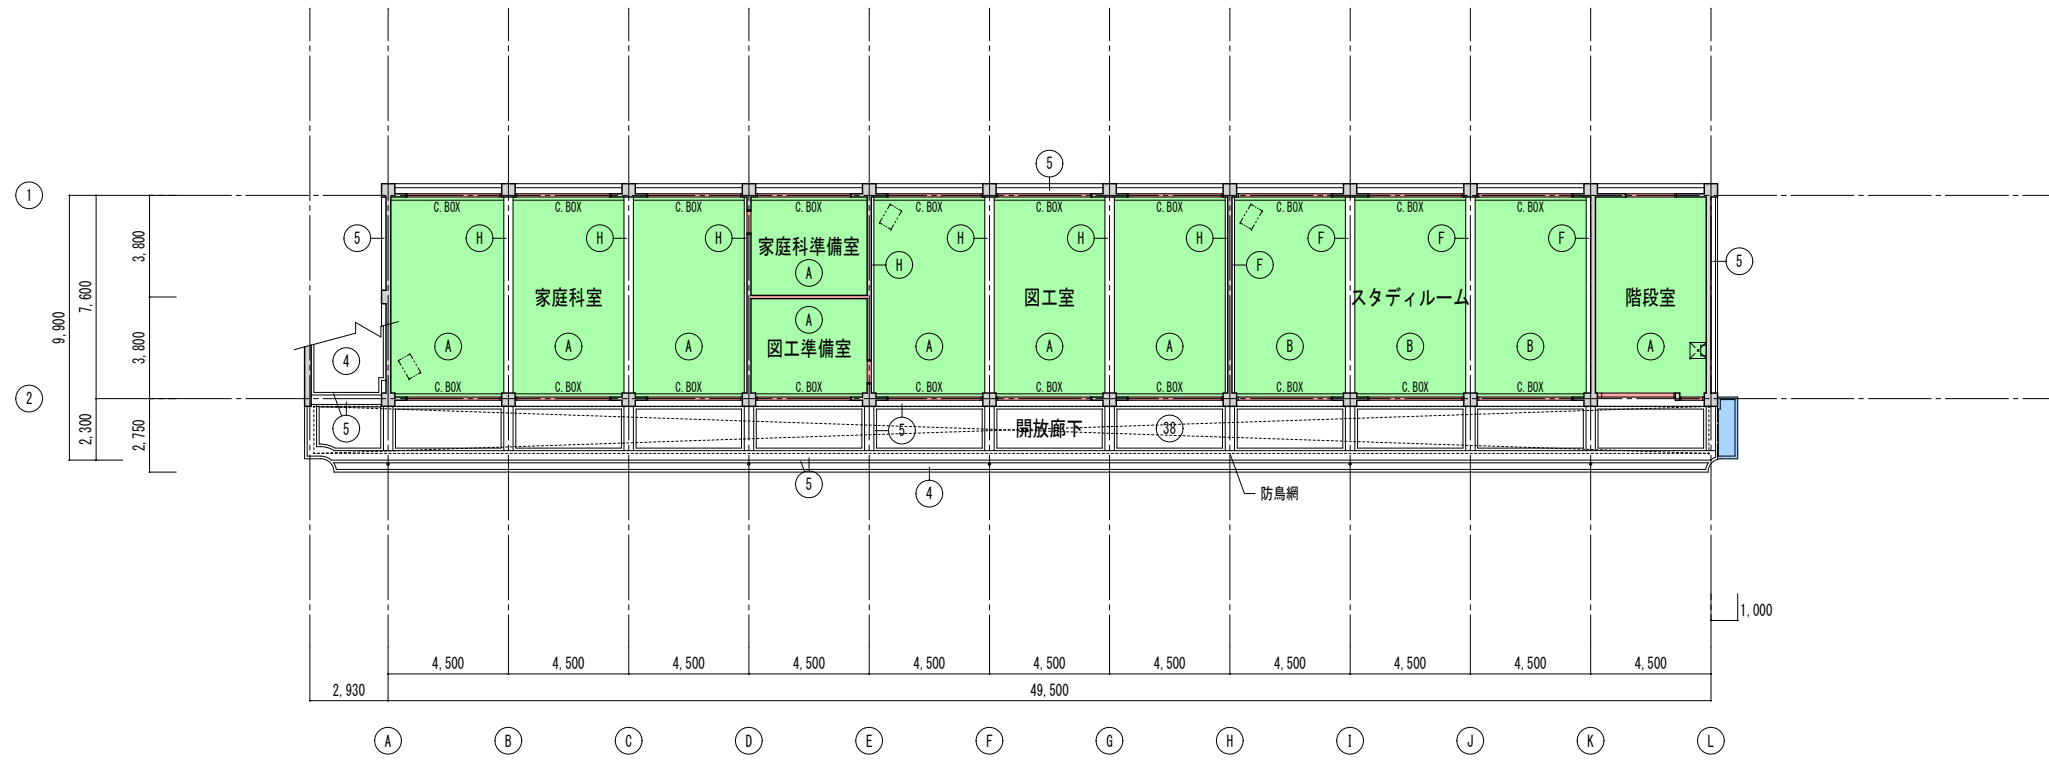 5
1
C. BOX C. BOX C. BOX C. BOX C. BOX C. BOX C. BOX C. BOX C. BOX C. BOX
5 H H H H H H F F F
家庭科準備室
3,800
H F 5
A
7,600
家庭科室 図工室 スタディルーム 階段室
9,900
A
3,800
図工準備室
4 A A A A A A B B B A
C. BOX C. BOX C. BOX C. BOX C. BOX C. BOX C. BOX C. BOX C. BOX C. BOX
2
2,300
2,750
5 5 開放廊下 38
5 4 防鳥網
1,000
4,500 4,500 4,500 4,500 4,500 4,500 4,500 4,500 4,500 4,500 4,500
2,930 49,500
A B C D E F G H I J K L